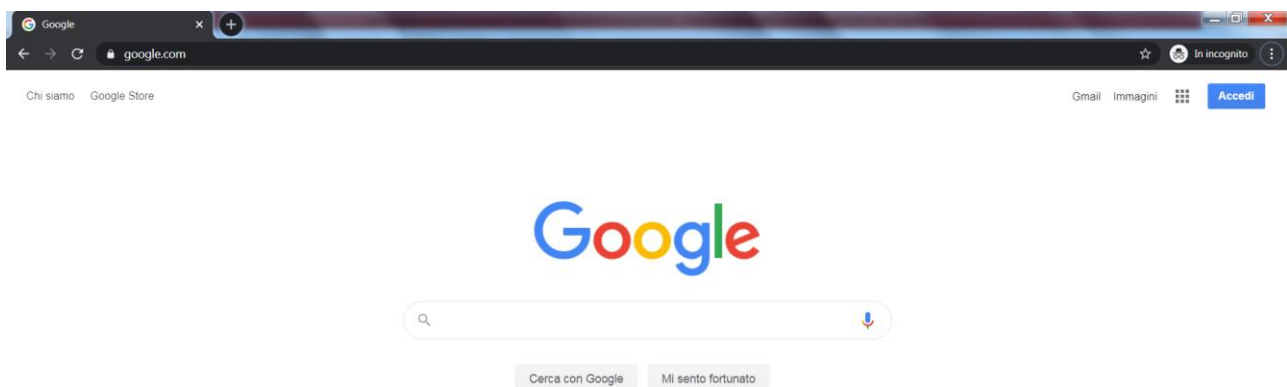 Google
google.com
In incognito
Chi siamo Google Store
Gmail Immagini Accedi
Google
Cerca con Google Mi sento fortunato